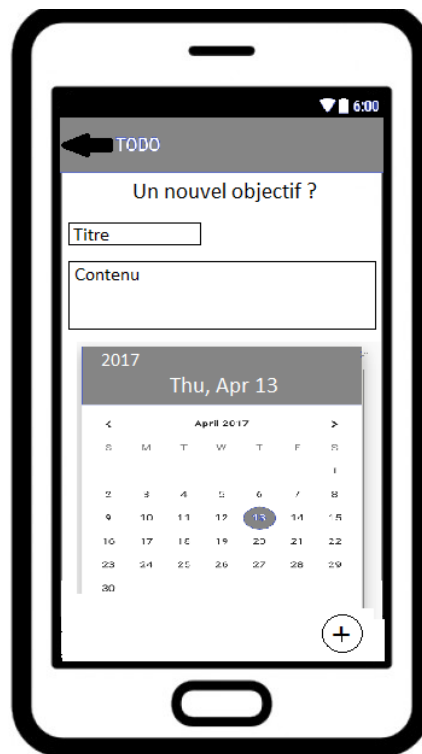 6:00
TODO
Un nouvel objectif ?
Titre
Contenu
2017
Thu, Apr 13
< April 2017 >
S M T W T F S
1
2 3 4 5 6 7 8
9 10 11 12 13 14 15
16 17 18 19 20 21 22
23 24 25 26 27 28 29
30
+